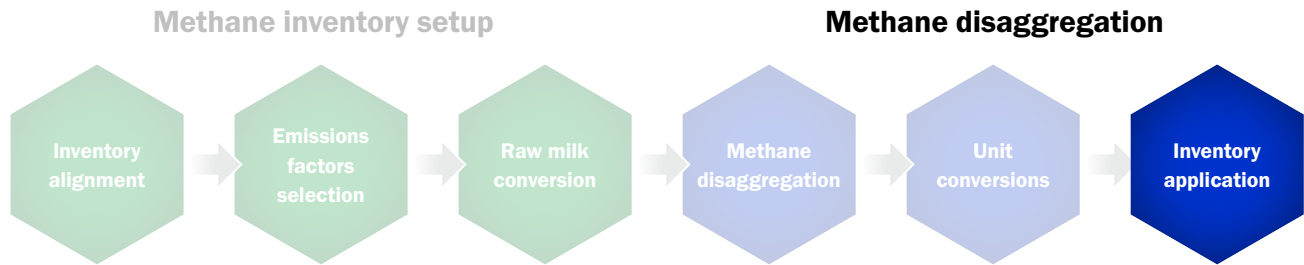 Methane inventory setup
Methane disaggregation
Inventory
alignment
Emissions
factors
selection
Raw milk
conversion
Methane
disaggregation
Unit
conversions
Inventory
application